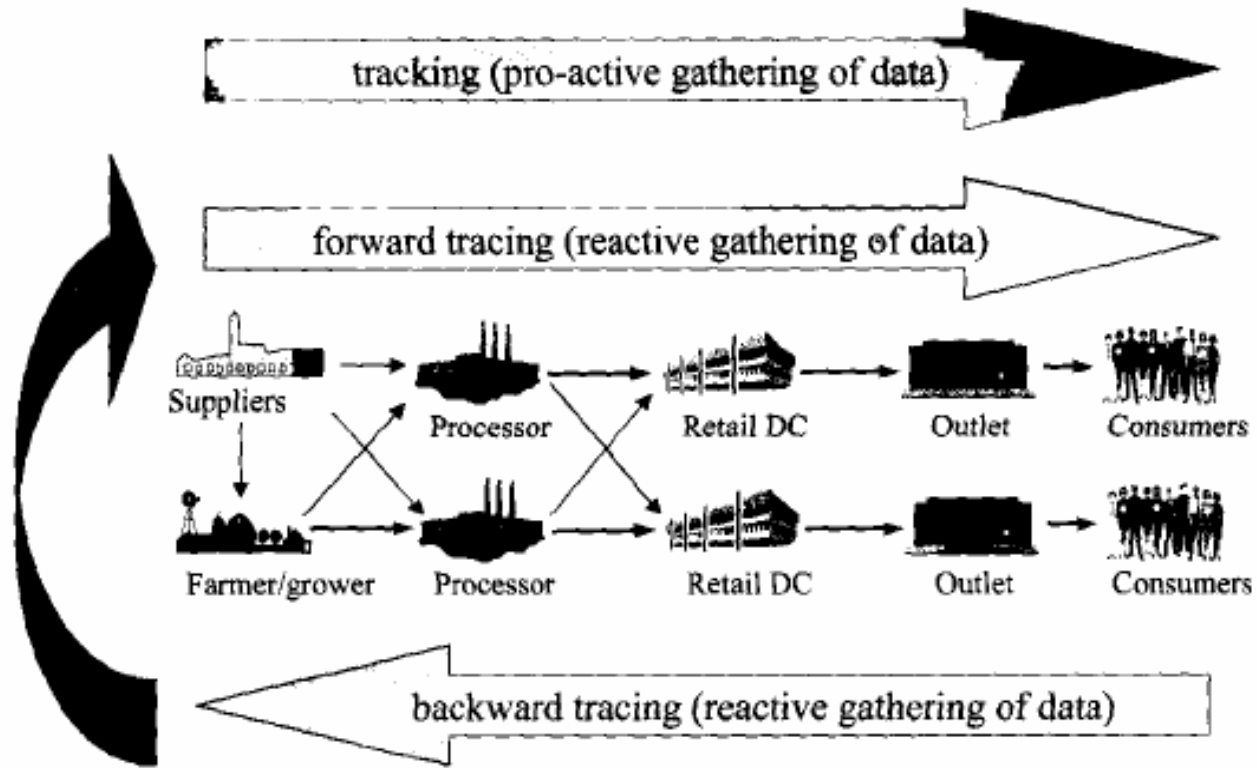 tracking (pro-active gathering of data)
forward tracing (reactive gathering of data)
Suppliers
Processor
Retail DC
Outlet
Consumers
Farmer/grower
Processor
Retail DC
Outlet
Consumers
backward tracing (reactive gathering of data)